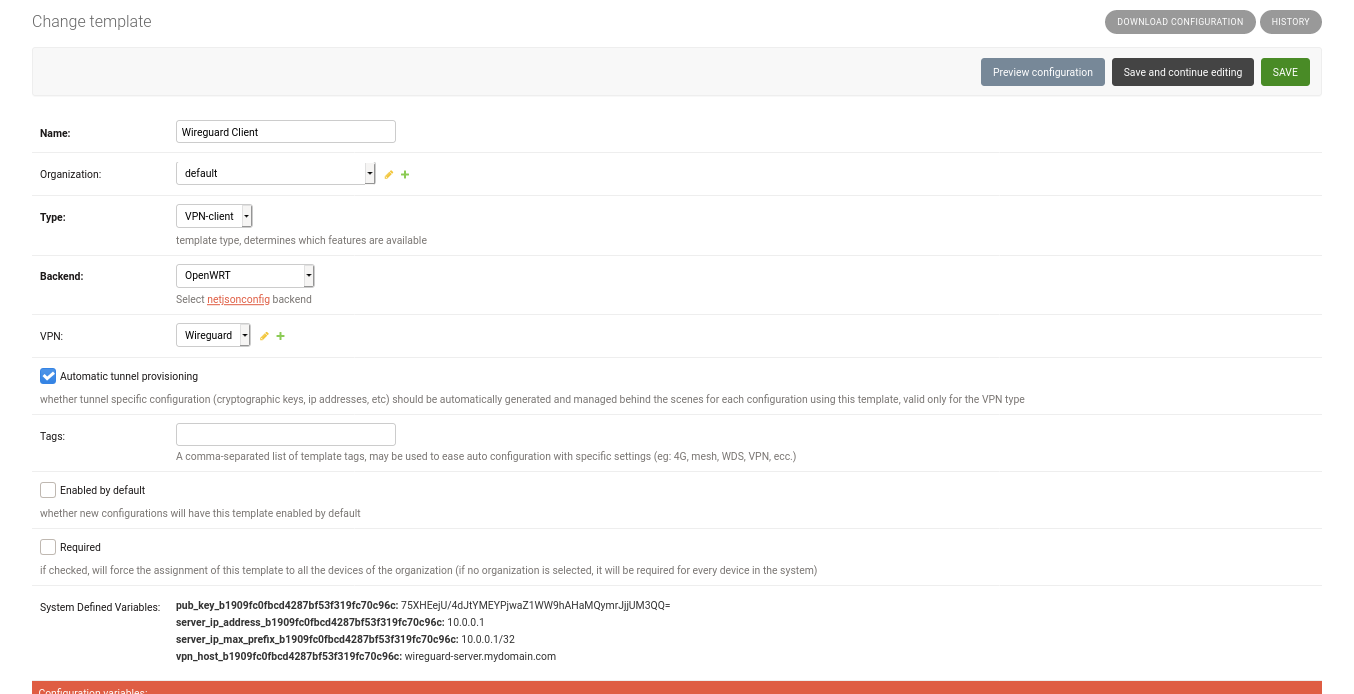 Change template
DOWNLOAD CONFIGURATION
HISTORY
Preview configuration
Save and continue editing
SAVE
Name:
Wireguard Client
Organization:
default
Type:
VPN-client
template type, determines which features are available
Backend:
OpenWRT
Select netjsonconfig backend
VPN:
Wireguard
Automatic tunnel provisioning
whether tunnel specific configuration (cryptographic keys, ip addresses, etc) should be automatically generated and managed behind the scenes for each configuration using this template, valid only for the VPN type
Tags:
A comma-separated list of template tags, may be used to ease auto configuration with specific settings (eg: 4G, mesh, WDS, VPN, ecc.)
Enabled by default
whether new configurations will have this template enabled by default
Required
if checked, will force the assignment of this template to all the devices of the organization (if no organization is selected, it will be required for every device in the system)
System Defined Variables:
pub_key_b1909fc0fbcd4287bf53f319fc70c96c: 75XHEejU/4dJtYMEYPjwaZ1WW9hAHaMQymrJjjUM3QQ=
server_ip_address_b1909fc0fbcd4287bf53f319fc70c96c: 10.0.0.1
server_ip_max_prefix_b1909fc0fbcd4287bf53f319fc70c96c: 10.0.0.1/32
vpn_host_b1909fc0fbcd4287bf53f319fc70c96c: wireguard-server.mydomain.com
Configuration variables: